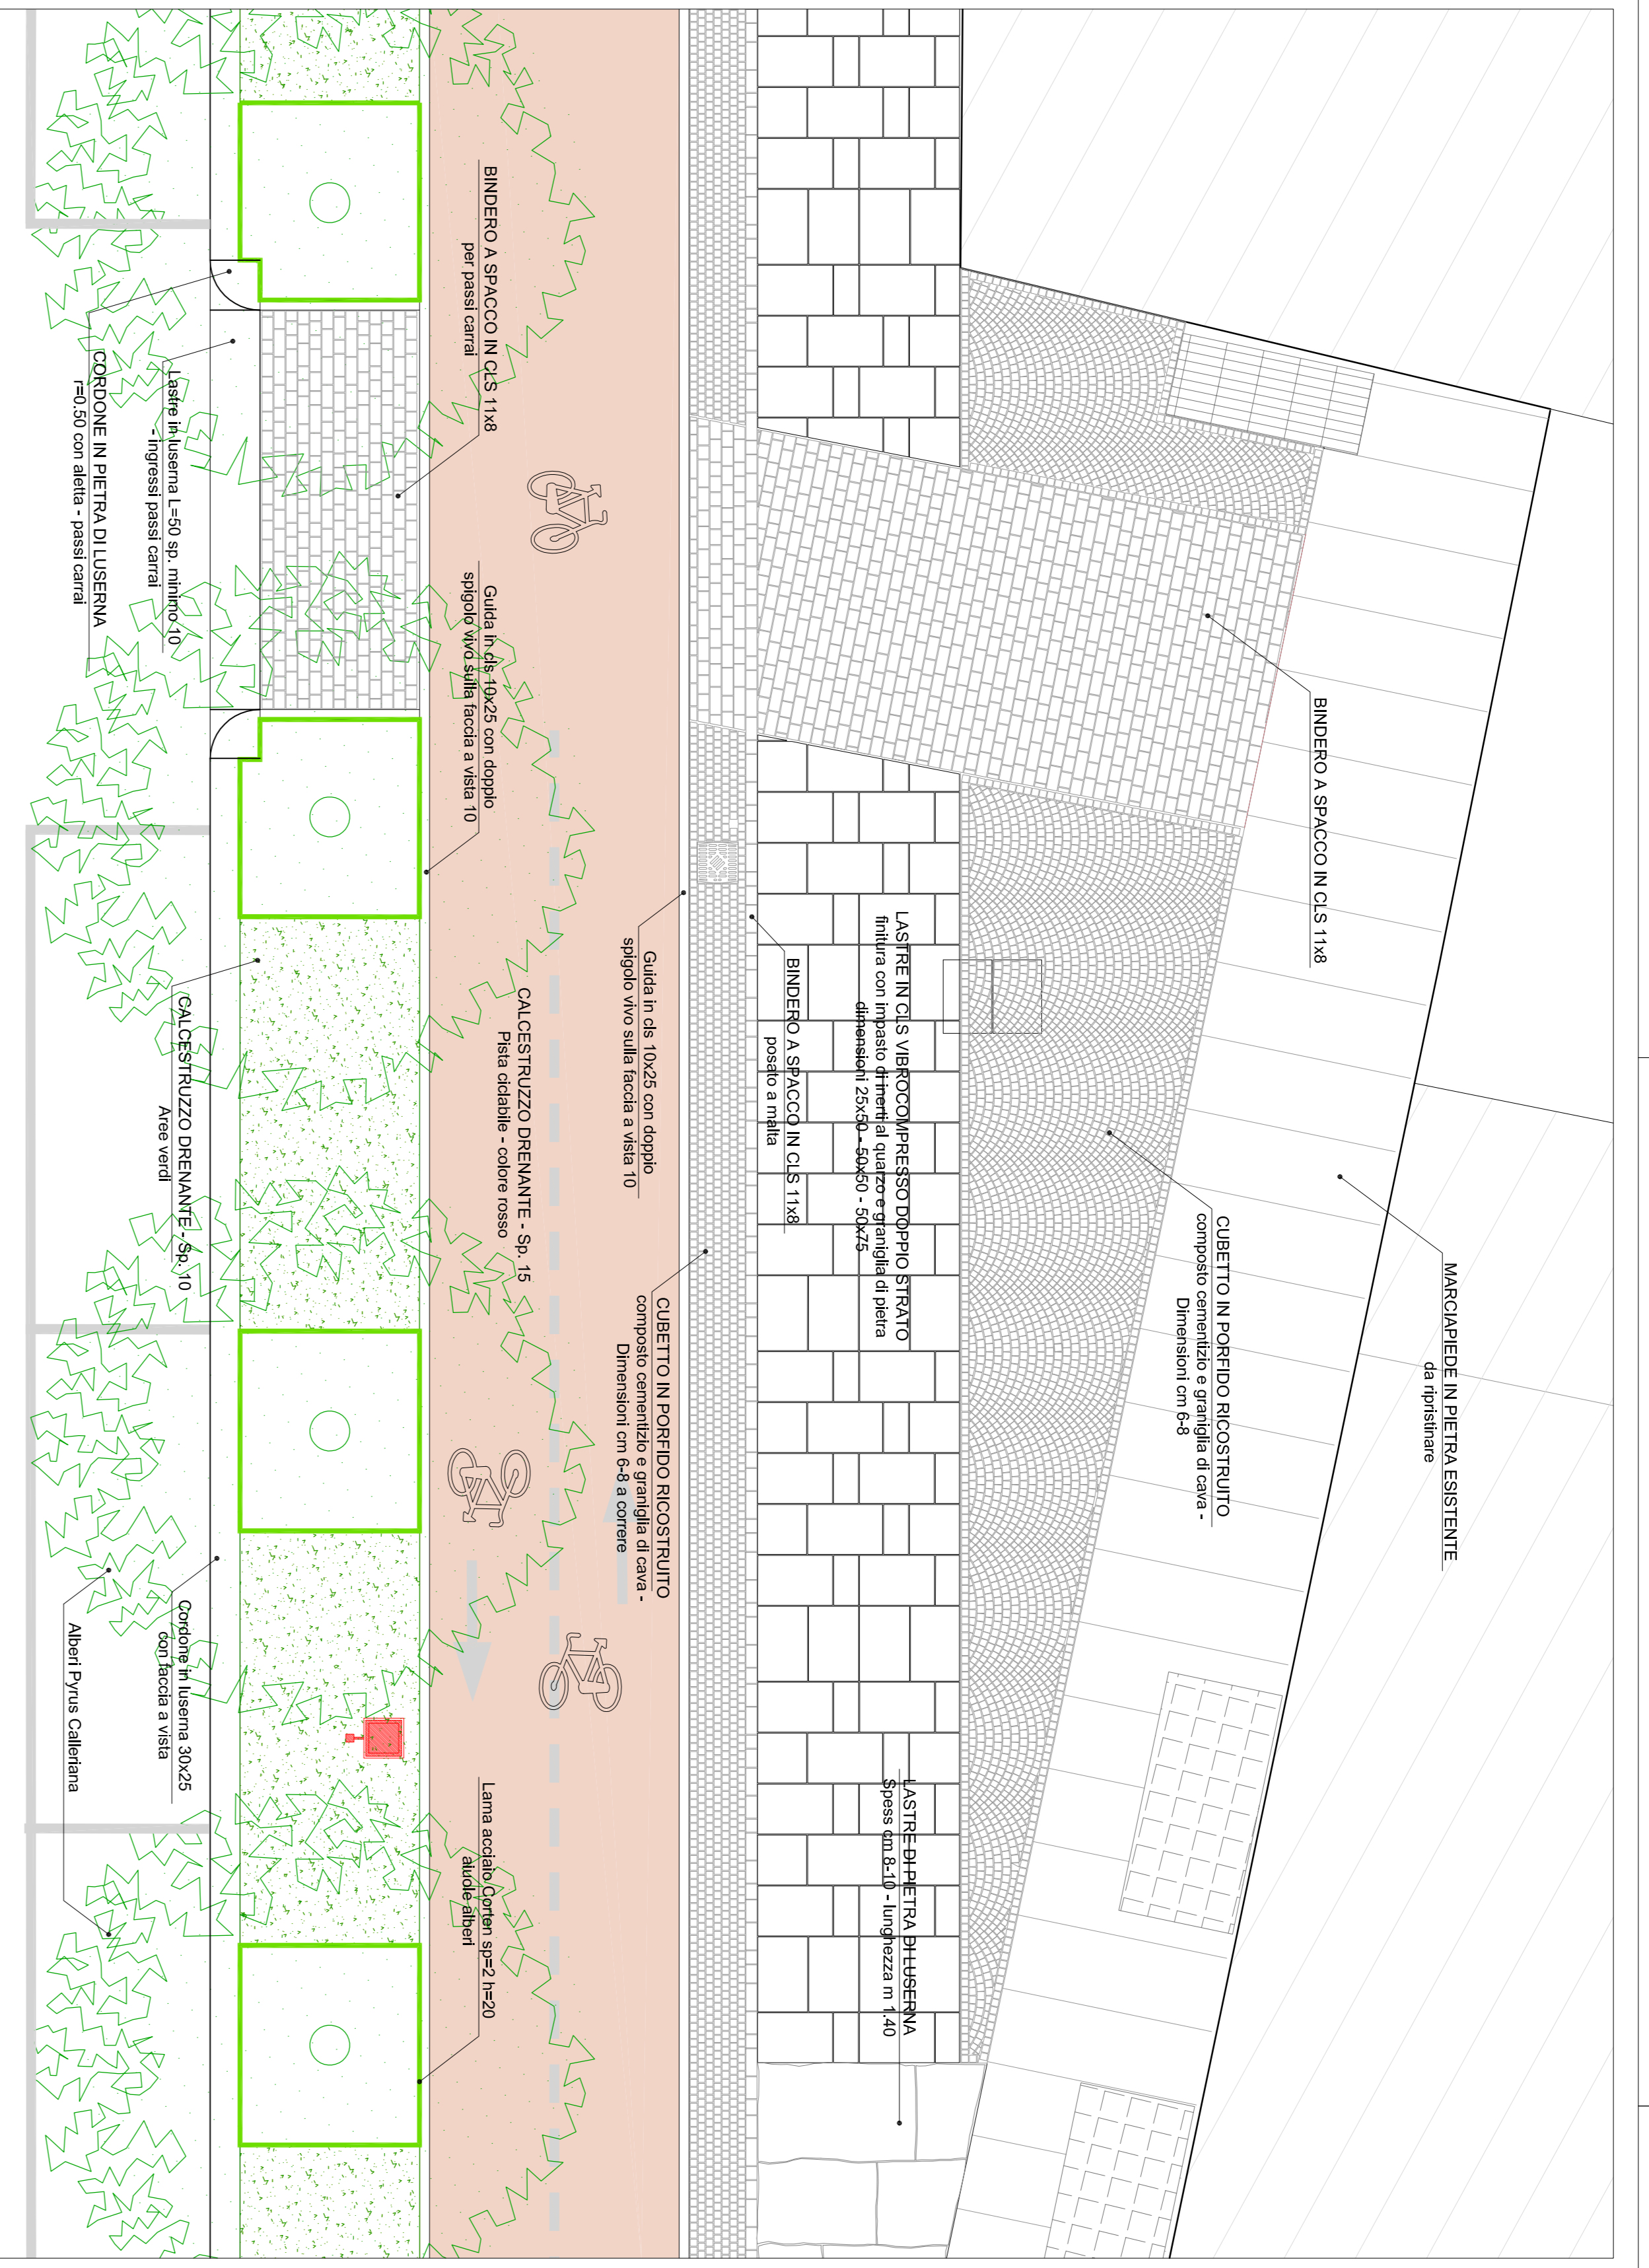 MARCIAPIEDE IN PIETRA ESISTENTE
da ripristinare
BINDERO A SPACCO IN CLS 11x8
CUBETTO IN PORFIDO RICOSTRUITO
composto cementizio e graniglia di cava -
Dimensioni cm 6-8
LASTRE IN CLS VIBROCOMPRESSO DOPPIO STRATO
finitura con impasto di inerti al quarzo e graniglia di pietra
dimensioni 25x50 - 50x50 - 50x75
LASTRE DI PIETRA DI LUSERNA
Spess cm 8-10 - lunghezza m 1.40
BINDERO A SPACCO IN CLS 11x8
posato a malta
Guida in cls 10x25 con doppio
spigolo vivo sulla faccia a vista 10
CUBETTO IN PORFIDO RICOSTRUITO
composto cementizio e graniglia di cava -
Dimensioni cm 6-8 a correre
BINDERO A SPACCO IN CLS 11x8
per passi carrai
Guida in cls 10x25 con doppio
spigolo vivo sulla faccia a vista 10
CALCESTRUZZO DRENANTE - Sp. 15
Pista ciclabile - colore rosso
Lama acciaio Corten sp=2 h=20
aiuole alberi
Lastre in luserna L=50 sp. minimo 10
- ingressi passi carrai
CORDONE IN PIETRA DI LUSERNA
r=0.50 con aletta - passi carrai
CALCESTRUZZO DRENANTE - Sp. 10
Aree verdi
Cordone in luserna 30x25
con faccia a vista
Alberi Pyrus Calleriana